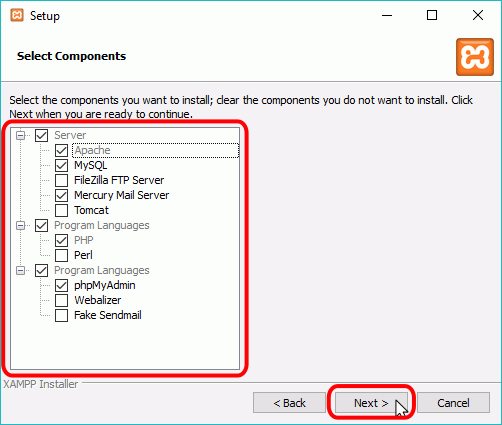 Setup
Select Components
Select the components you want to install; clear the components you do not want to install. Click
Next when you are ready to continue.
Server
Apache
MySQL
FileZilla FTP Server
Mercury Mail Server
Tomcat
Program Languages
PHP
Perl
Program Languages
phpMyAdmin
Webalizer
Fake Sendmail
XAMPP Installer
< Back
Next >
Cancel